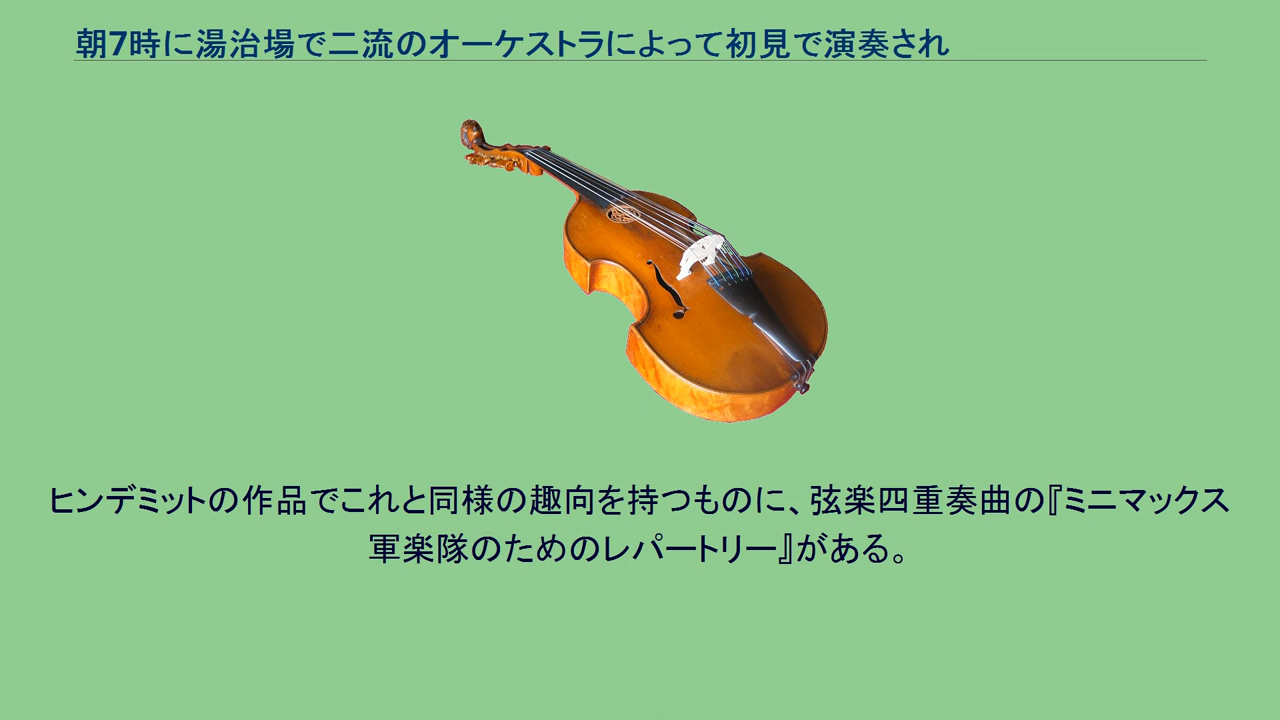 朝7時に湯治場で二流のオーケストラによって初見で演奏され
ヒンデミットの作品でこれと同様の趣向を持つものに、弦楽四重奏曲の『ミニマックス
軍楽隊のためのレパートリー』がある。